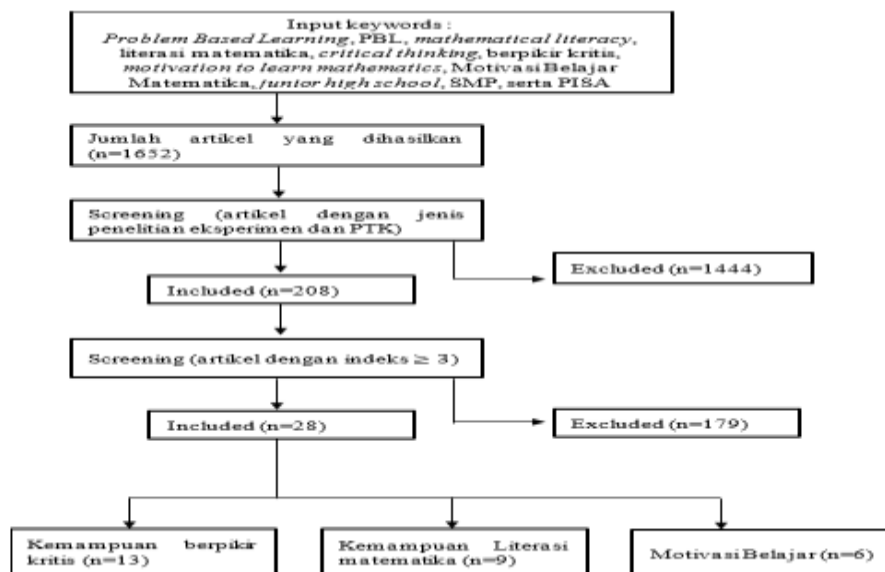 Input keywords :
Problem Based Learning, PBL, mathematical literacy,
literasi matematika, critical thinking, berpikir kritis,
motivation to learn mathematics, Motivasi Belajar
Matematika, junior high school, SMP, serta PISA
Jumlah artikel yang dihasilkan
(n=1652)
Screening (artikel dengan jenis
penelitian eksperimen dan PTK)
Excluded (n=1444)
Included (n=208)
Screening (artikel dengan indeks ≥ 3)
Excluded (n=179)
Included (n=28)
Kemampuan berpikir
kritis (n=13)
Kemampuan Literasi
matematika (n=9)
Motivasi Belajar (n=6)